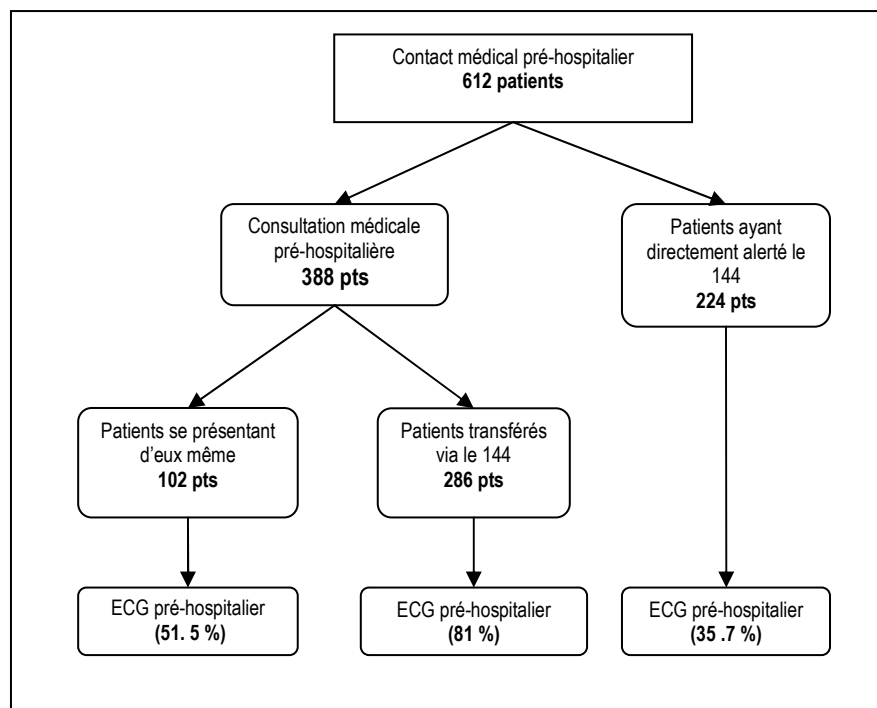 Contact médical pré-hospitalier
612 patients
Consultation médicale
pré-hospitalière
388 pts
Patients ayant
directement alerté le
144
224 pts
Patients se présentant
d'eux même
102 pts
Patients transférés
via le 144
286 pts
ECG pré-hospitalier
(51. 5 %)
ECG pré-hospitalier
(81 %)
ECG pré-hospitalier
(35 .7 %)